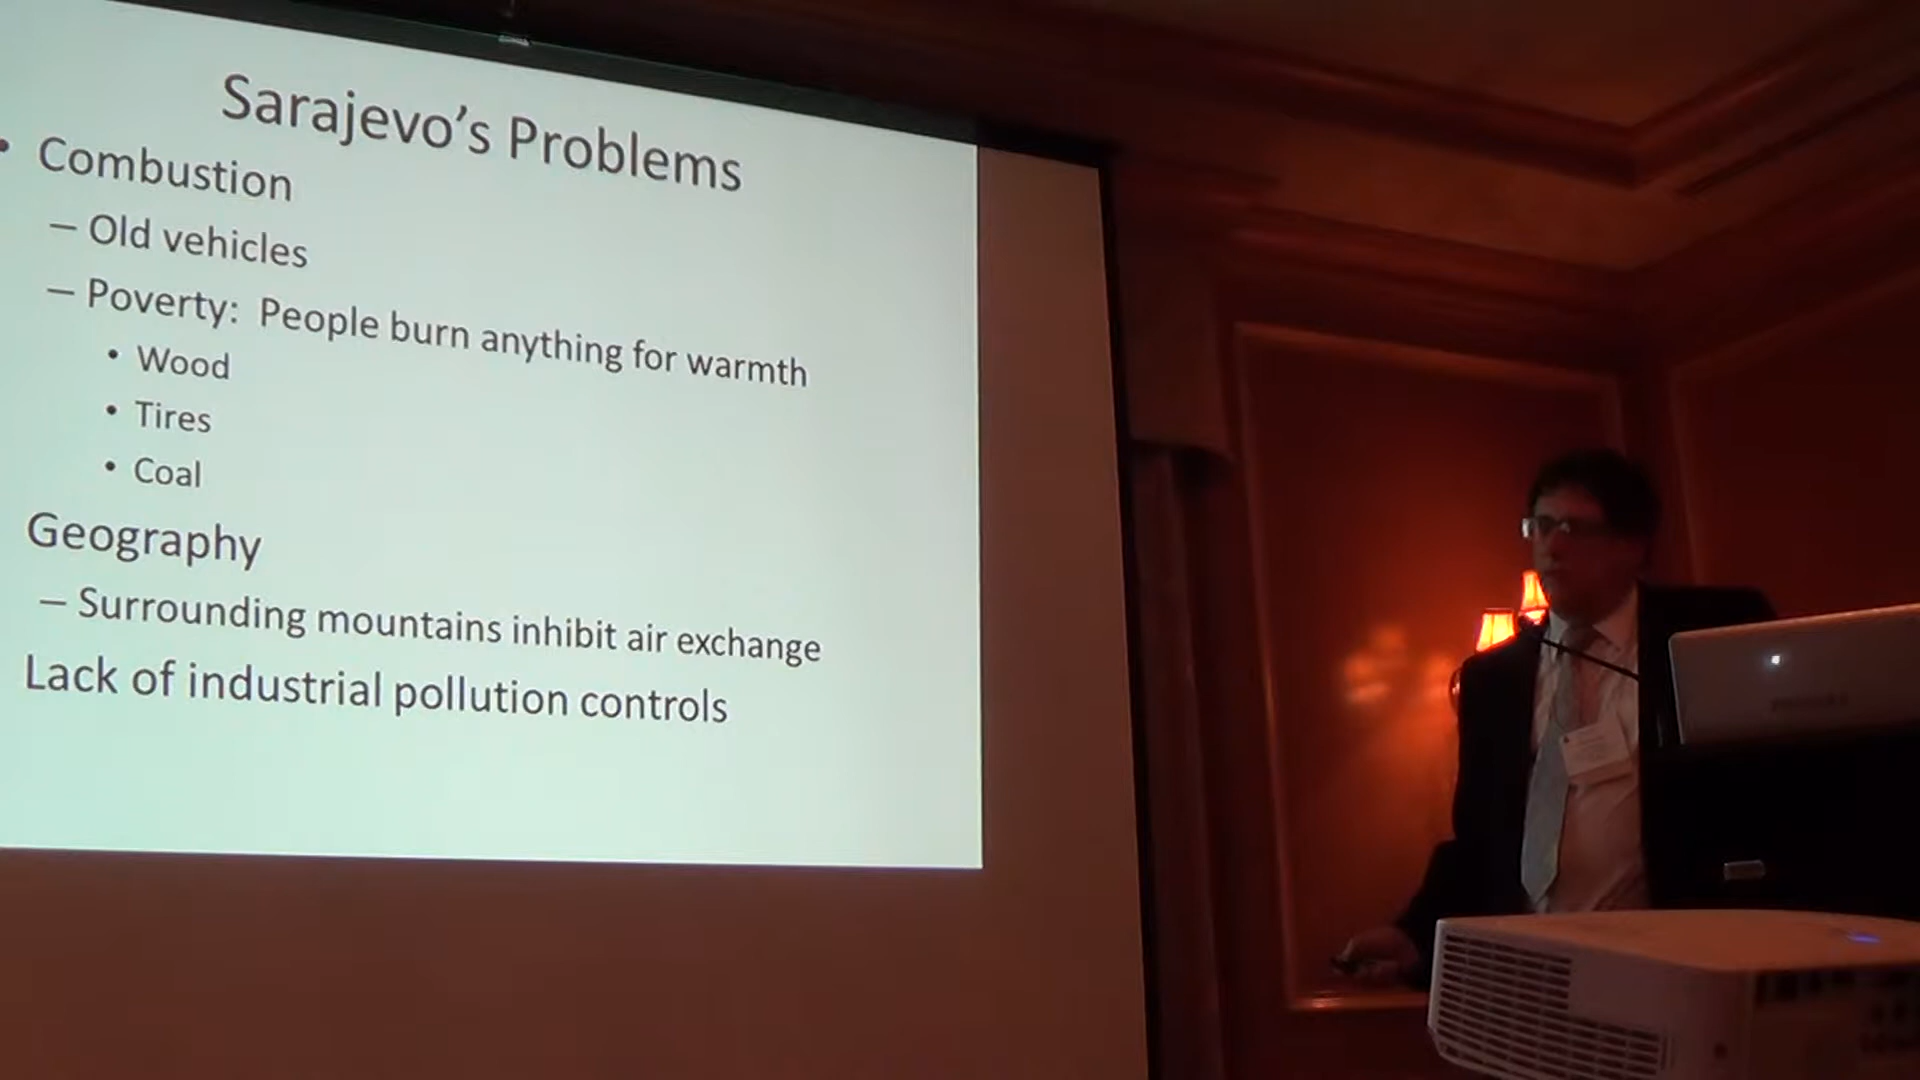 Sarajevo's Problems
• Combustion
– Old vehicles
– Poverty: People burn anything for warmth
• Wood
• Tires
• Coal
Geography
– Surrounding mountains inhibit air exchange
Lack of industrial pollution controls